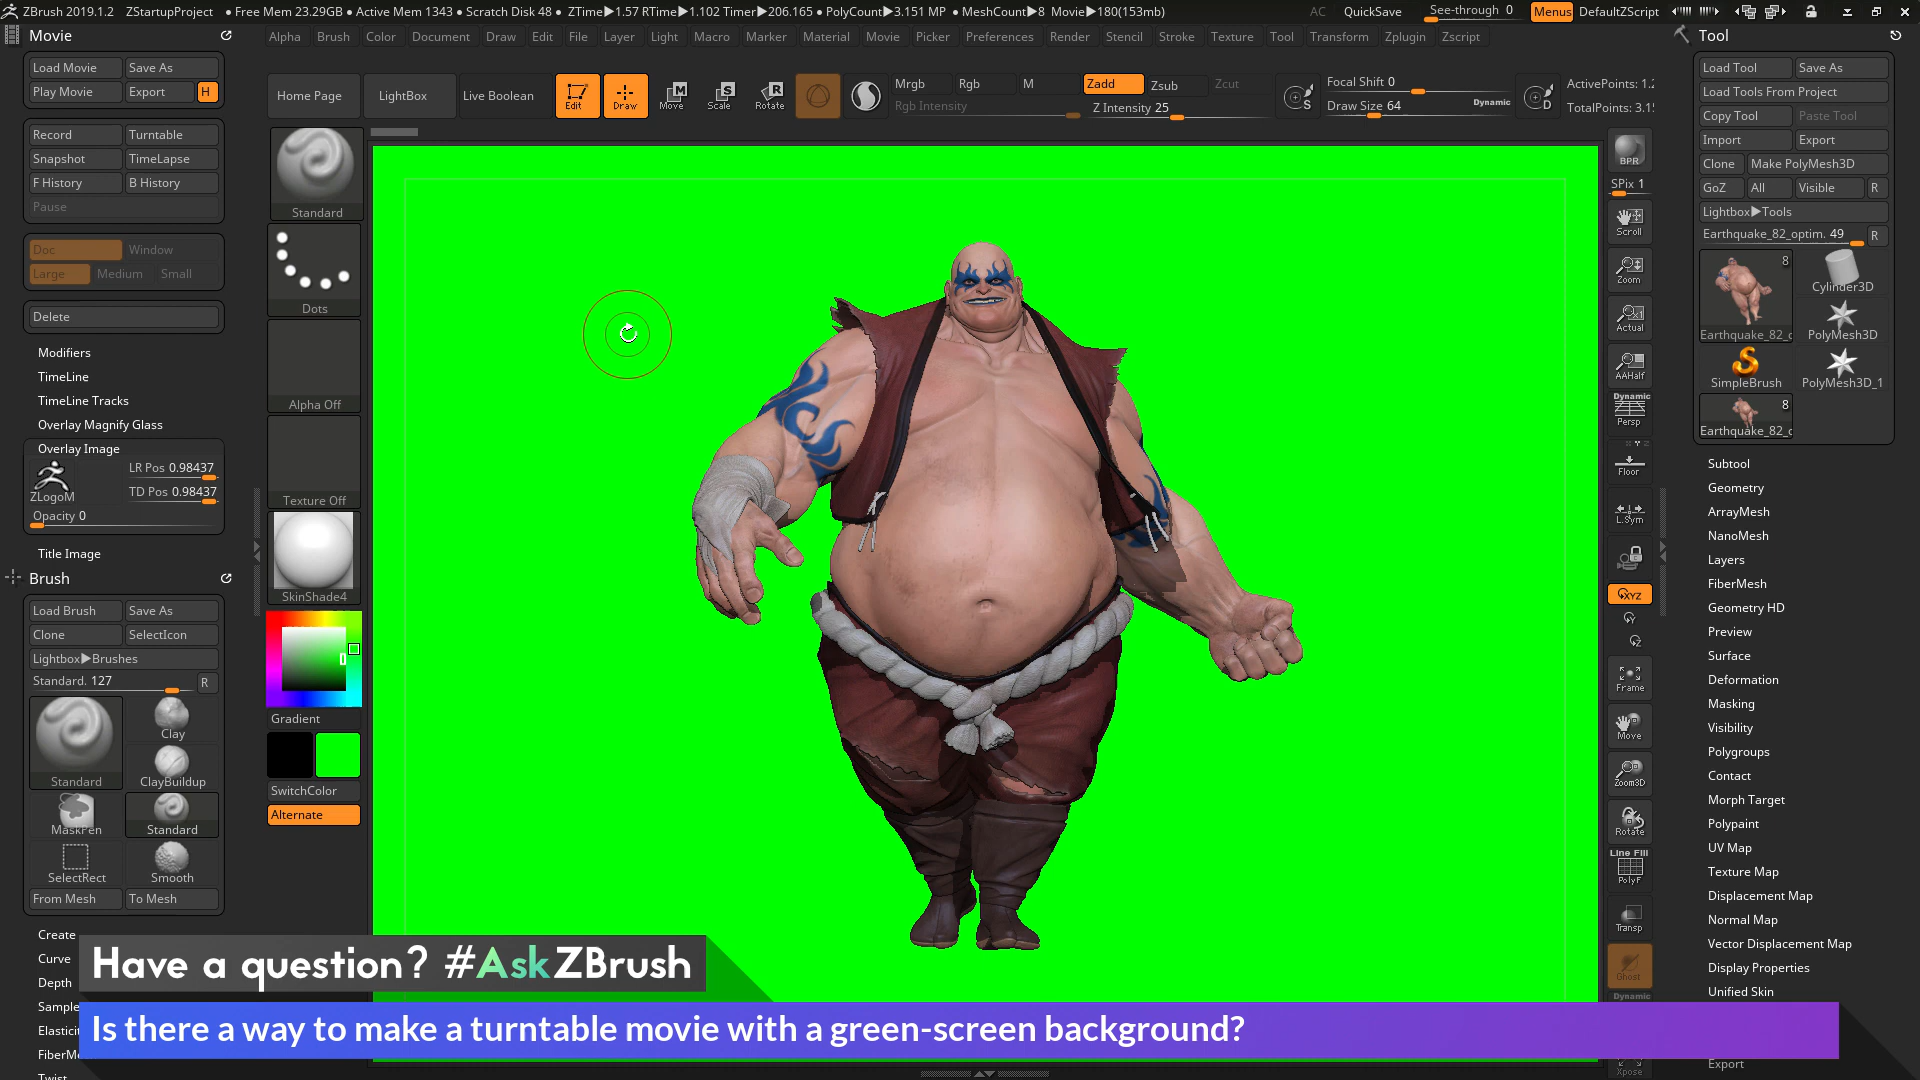 ZBrush 2019.1.2 ZStartupProject • Free Mem 23.29GB • Active Mem 1343 • Scratch Disk 48 • ZTime▶1.57 RTime▶1.102 Timer▶206.165 • PolyCount▶3.151 MP • MeshCount▶8 Movie▶180(153mb) AC QuickSave See-through 0 Menus DefaultZScript
Alpha Brush Color Document Draw Edit File Layer Light Macro Marker Material Movie Picker Preferences Render Stencil Stroke Texture Tool Transform Zplugin Zscript
Movie
Load Movie Save As
Play Movie Export H
Record Turntable
Snapshot TimeLapse
F History B History
Pause
Doc Window
Large Medium Small
Delete
Modifiers
TimeLine
TimeLine Tracks
Overlay Magnify Glass
Overlay Image
ZLogoM
LR Pos 0.98437
TD Pos 0.98437
Opacity 0
Title Image
Brush
Load Brush Save As
Clone SelectIcon
Lightbox▶Brushes
Standard. 127 R
Standard
Clay
ClayBuildup
MaskPen Standard
SelectRect Smooth
From Mesh To Mesh
Create
Curve
Depth
Home Page LightBox Live Boolean
Edit Draw Move Scale Rotate
Mrgb Rgb M
Rgb Intensity
Zadd Zsub Zcut
Z Intensity 25
S
Focal Shift 0
Draw Size 64
Dynamic
D
ActivePoints: 1.2
Standard
Dots
Alpha Off
Texture Off
SkinShade4
Gradient
SwitchColor
Alternate
BPR
SPix 1
Scroll
Zoom
Actual
AAHalf
Dynamic
Persp
Floor
L.Sym
XYZ
Frame
Move
Zoom3D
Rotate
Line Fill
PolyF
Transp
Ghost
Dynamic
Xpose
Tool
Load Tool Save As
Load Tools From Project
Copy Tool Paste Tool
Import Export
Clone Make PolyMesh3D
GoZ All Visible R
Lightbox▶Tools
Earthquake_82_optim. 49 R
8
Cylinder3D
PolyMesh3D
SimpleBrush PolyMesh3D_1
8
Subtool
Geometry
ArrayMesh
NanoMesh
Layers
FiberMesh
Geometry HD
Preview
Surface
Deformation
Masking
Visibility
Polygroups
Contact
Morph Target
Polypaint
UV Map
Texture Map
Displacement Map
Normal Map
Vector Displacement Map
Display Properties
Unified Skin
Export
Have a question? #AskZBrush
Is there a way to make a turntable movie with a green-screen background?